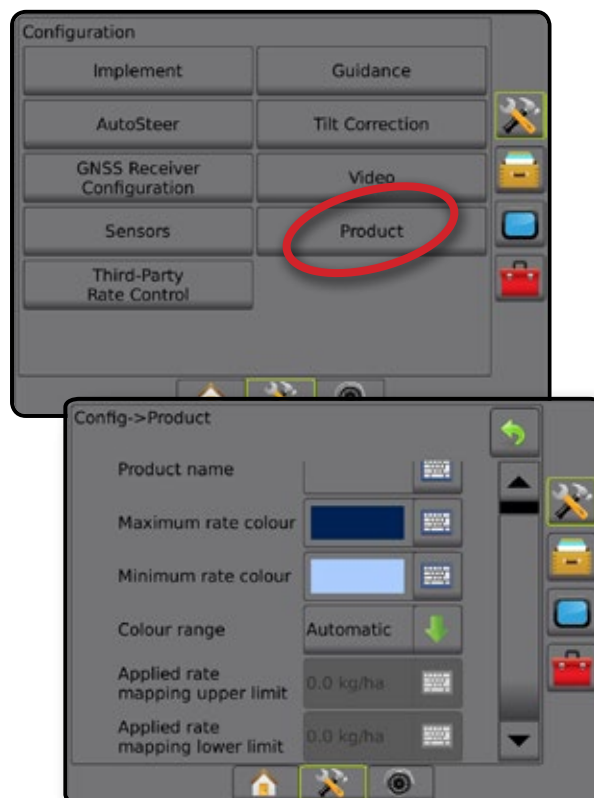 Configuration
Implement
Guidance
AutoSteer
Tilt Correction
GNSS Receiver
Configuration
Video
Sensors
Product
Third-Party
Rate Control
Config->Product
Product name
Maximum rate colour
Minimum rate colour
Colour range
Automatic
Applied rate
mapping upper limit
0.0 kg/ha
Applied rate
mapping lower limit
0.0 kg/ha